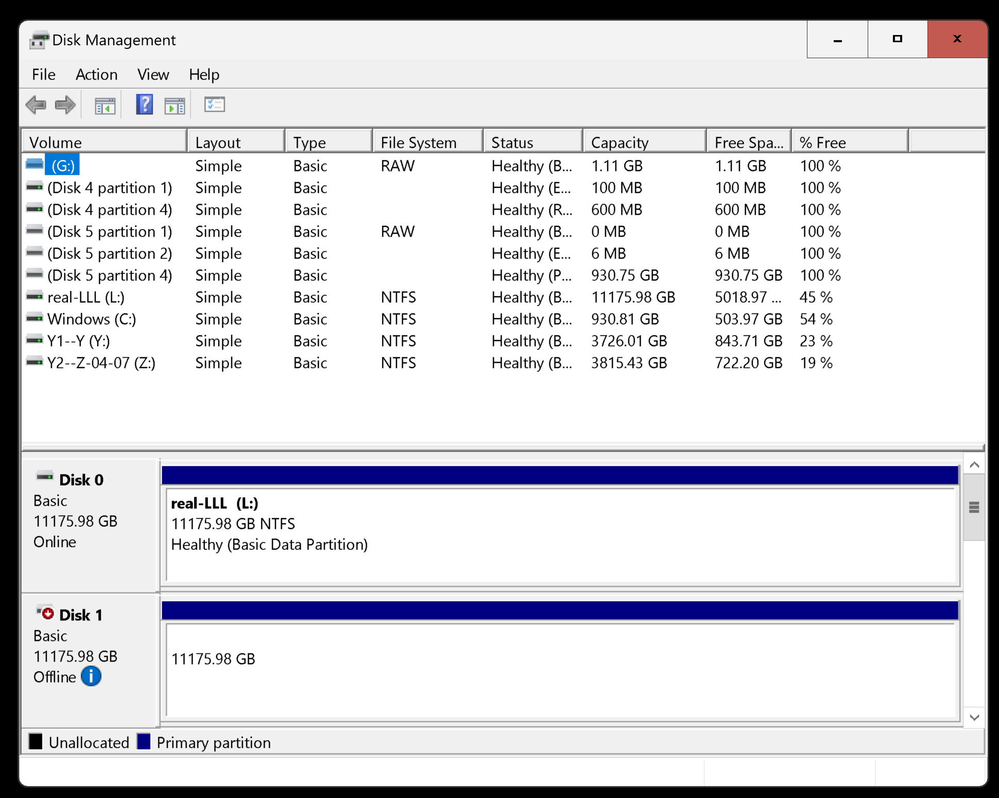 Disk Management
File Action View Help
Volume Layout Type File System Status Capacity Free Spa... % Free
(G:) Simple Basic RAW Healthy (B... 1.11 GB 1.11 GB 100 %
(Disk 4 partition 1) Simple Basic Healthy (E... 100 MB 100 MB 100 %
(Disk 4 partition 4) Simple Basic Healthy (R... 600 MB 600 MB 100 %
(Disk 5 partition 1) Simple Basic RAW Healthy (B... 0 MB 0 MB 100 %
(Disk 5 partition 2) Simple Basic Healthy (E... 6 MB 6 MB 100 %
(Disk 5 partition 4) Simple Basic Healthy (P... 930.75 GB 930.75 GB 100 %
real-LLL (L:) Simple Basic NTFS Healthy (B... 11175.98 GB 5018.97 ... 45 %
Windows (C:) Simple Basic NTFS Healthy (B... 930.81 GB 503.97 GB 54 %
Y1--Y (Y:) Simple Basic NTFS Healthy (B... 3726.01 GB 843.71 GB 23 %
Y2--Z-04-07 (Z:) Simple Basic NTFS Healthy (B... 3815.43 GB 722.20 GB 19 %
Disk 0
Basic
11175.98 GB
Online
real-LLL (L:)
11175.98 GB NTFS
Healthy (Basic Data Partition)
Disk 1
Basic
11175.98 GB
Offline
11175.98 GB
Unallocated Primary partition